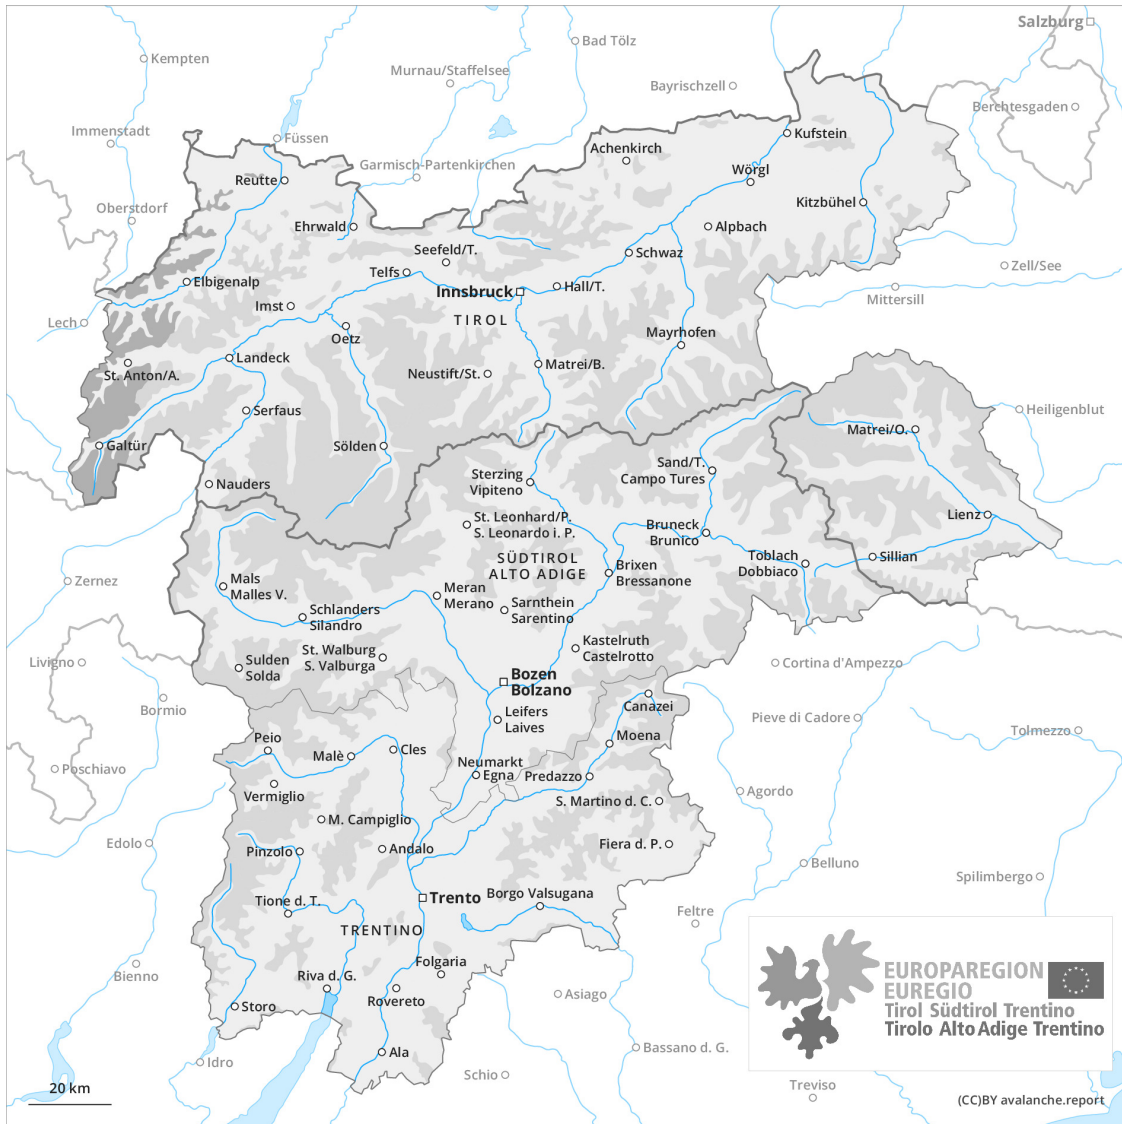 Salzburg
Bad Tölz
Kempten
Murnau/Staffelsee
Bayrischzell
Berchtesgaden
Immenstadt
Füssen
Kufstein
Achenkirch
Garmisch-Partenkirchen
Wörgl
Reutte
Kitzbühel
Oberstdorf
Ehrwald
Alpbach
Seefeld/T.
Schwaz
Telfs
Zell/See
Elbigenalp
Hall/T.
Innsbruck
Mittersill
Imst
TIROL
Lech
Oetz
Mayrhofen
Landeck
Matrei/B.
St. Anton/A.
Neustift/St.
Serfaus
Heiligenblut
Matrei/O.
Galtür
Sölden
Sand/T.
Campo Tures
Sterzing
Vipiteno
Nauders
Lienz
St. Leonhard/P.
S. Leonardo i. P.
Bruneck
Brunico
SÜDTIROL
ALTO ADIGE
Toblach
Dobbiaco
Sillian
Brixen
Bressanone
Zernez
Mals
Malles V.
Meran
Merano
Sarnthein
Sarentino
Schlanders
Silandro
Kastelruth
Castelrotto
St. Walburg
S. Valburga
Livigno
Sulden
Solda
Cortina d'Ampezzo
Bozen
Bolzano
Canazei
Bormio
Leifers
Laives
Pieve di Cadore
Tolmezzo
Peio
Moena
Malè
Cles
Neumarkt
Egna
Predazzo
Poschiavo
Vermiglio
Agordo
S. Martino d. C.
M. Campiglio
Edolo
Pinzolo
Andalo
Fiera d. P.
Belluno
Spilimbergo
Tione d. T.
Trento
Borgo Valsugana
Feltre
TRENTINO
Bienno
Riva d. G.
Folgaria
Rovereto
Storo
Asiago
EUROPAREGION
EUREGIO
Tirol Südtirol Trentino
Tirolo Alto Adige Trentino
Ala
Idro
Bassano d. G.
Schio
Treviso
20 km
(CC)BY avalanche.report